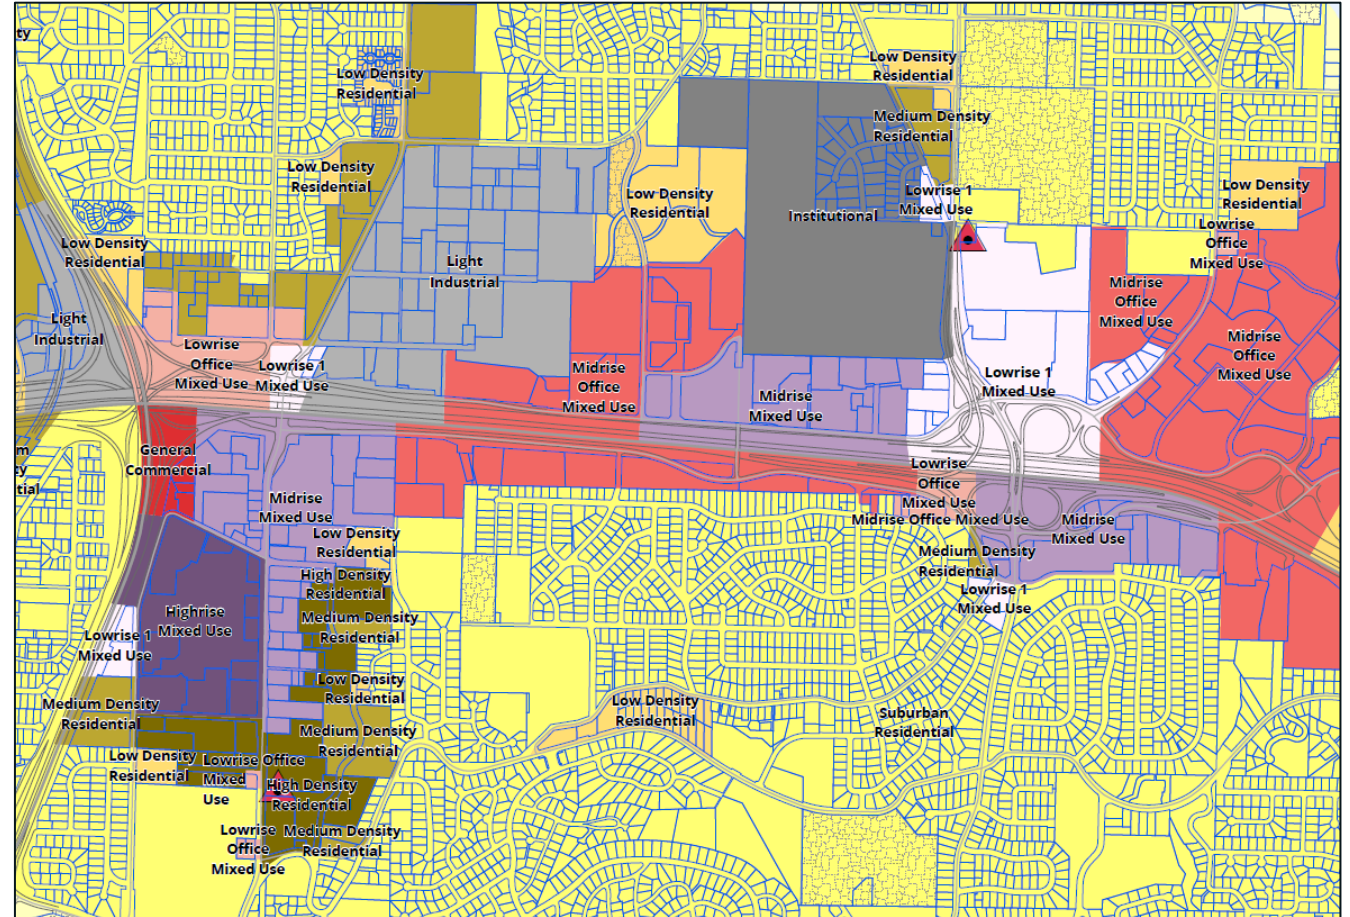 ty
Low Density
Residential
Low Density
Residential
Medium Density
Residential
Low Density
Residential
Low Density
Residential
Lowrise 1
Mixed Use
Low Density
Residential
Institutional
Lowrise
Office
Mixed Use
Low Density
Residential
Light
Industrial
Midrise
Office
Mixed Use
Light
Industrial
Lowrise
Office
Mixed Use
Lowrise 1
Mixed Use
Midrise
Office
Mixed Use
Midrise
Mixed Use
Lowrise 1
Mixed Use
Midrise
Office
Mixed Use
m
ty
tial
General
Commercial
Midrise
Mixed Use
Lowrise
Office
Mixed Use
Midrise Office Mixed Use
Midrise
Mixed Use
Low Density
Residential
Medium Density
Residential
High Density
Residential
Lowrise 1
Mixed Use
Highrise
Mixed Use
Medium Density
Residential
Lowrise 1
Mixed Use
Low Density
Residential
Medium Density
Residential
Low Density
Residential
Suburban
Residential
Medium Density
Residential
Low Density
Residential
Lowrise Office
Mixed
Use
High Density
Residential
Lowrise
Office
Mixed Use
Medium Density
Residential